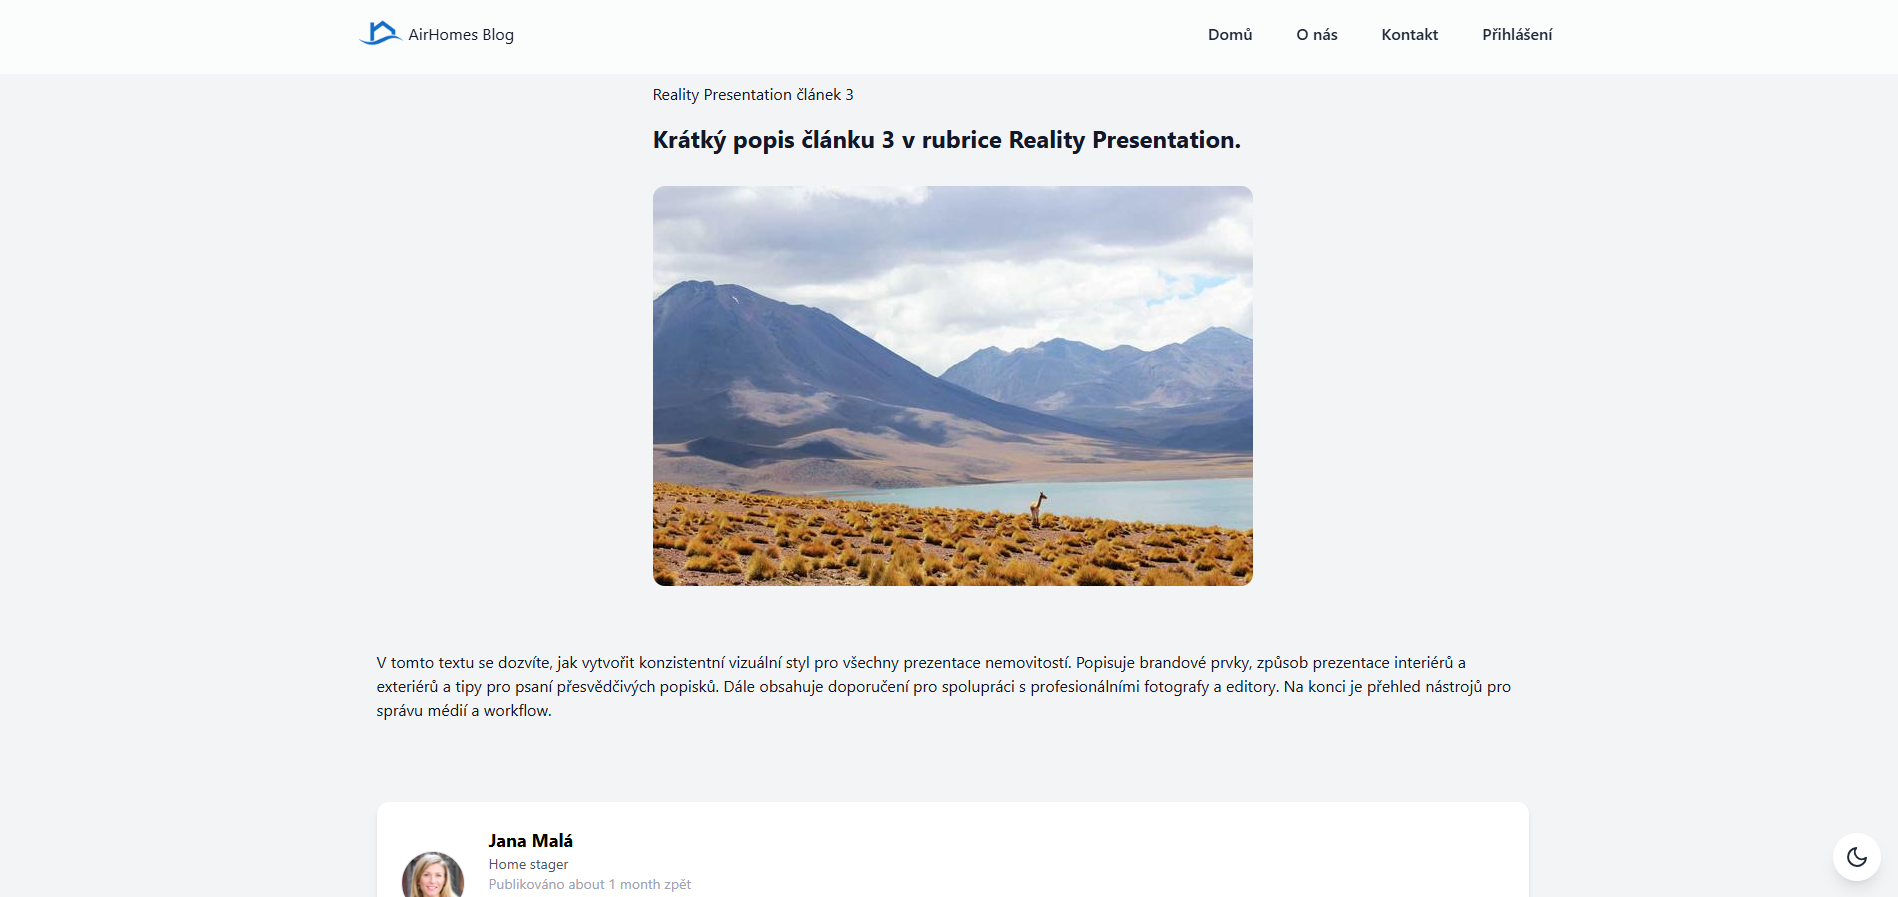 AirHomes Blog
Domů
O nás
Kontakt
Přihlášení
Reality Presentation článek 3
Krátký popis článku 3 v rubrice Reality Presentation.
V tomto textu se dozvíte, jak vytvořit konzistentní vizuální styl pro všechny prezentace nemovitostí. Popisuje brandové prvky, způsob prezentace interiérů a
exteriérů a tipy pro psaní přesvědčivých popisků. Dále obsahuje doporučení pro spolupráci s profesionálními fotografy a editory. Na konci je přehled nástrojů pro
správu médií a workflow.
Jana Malá
Home stager
Publikováno about 1 month zpět